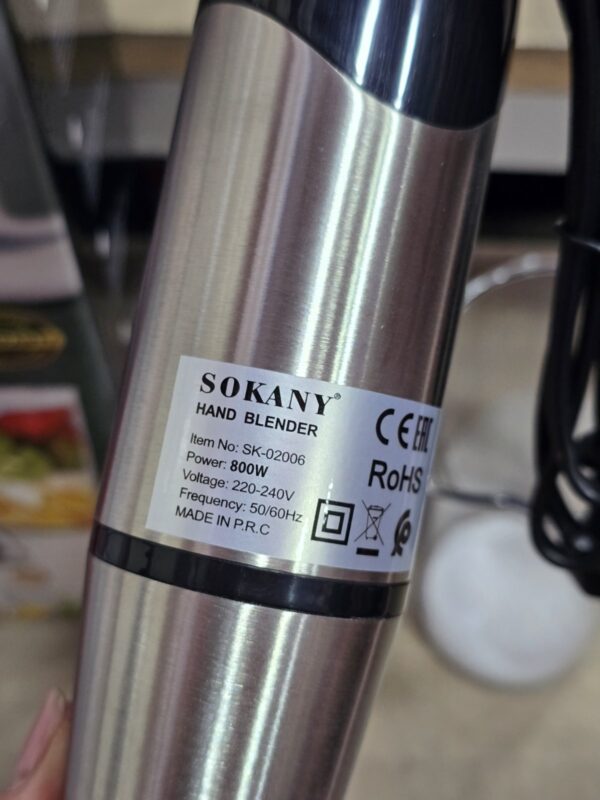 SOKANY®
HAND BLENDER
Item No: SK-02006
Power: 800W
Voltage: 220-240V
Frequency: 50/60Hz
MADE IN P.R.C
CE EAC
RoHS